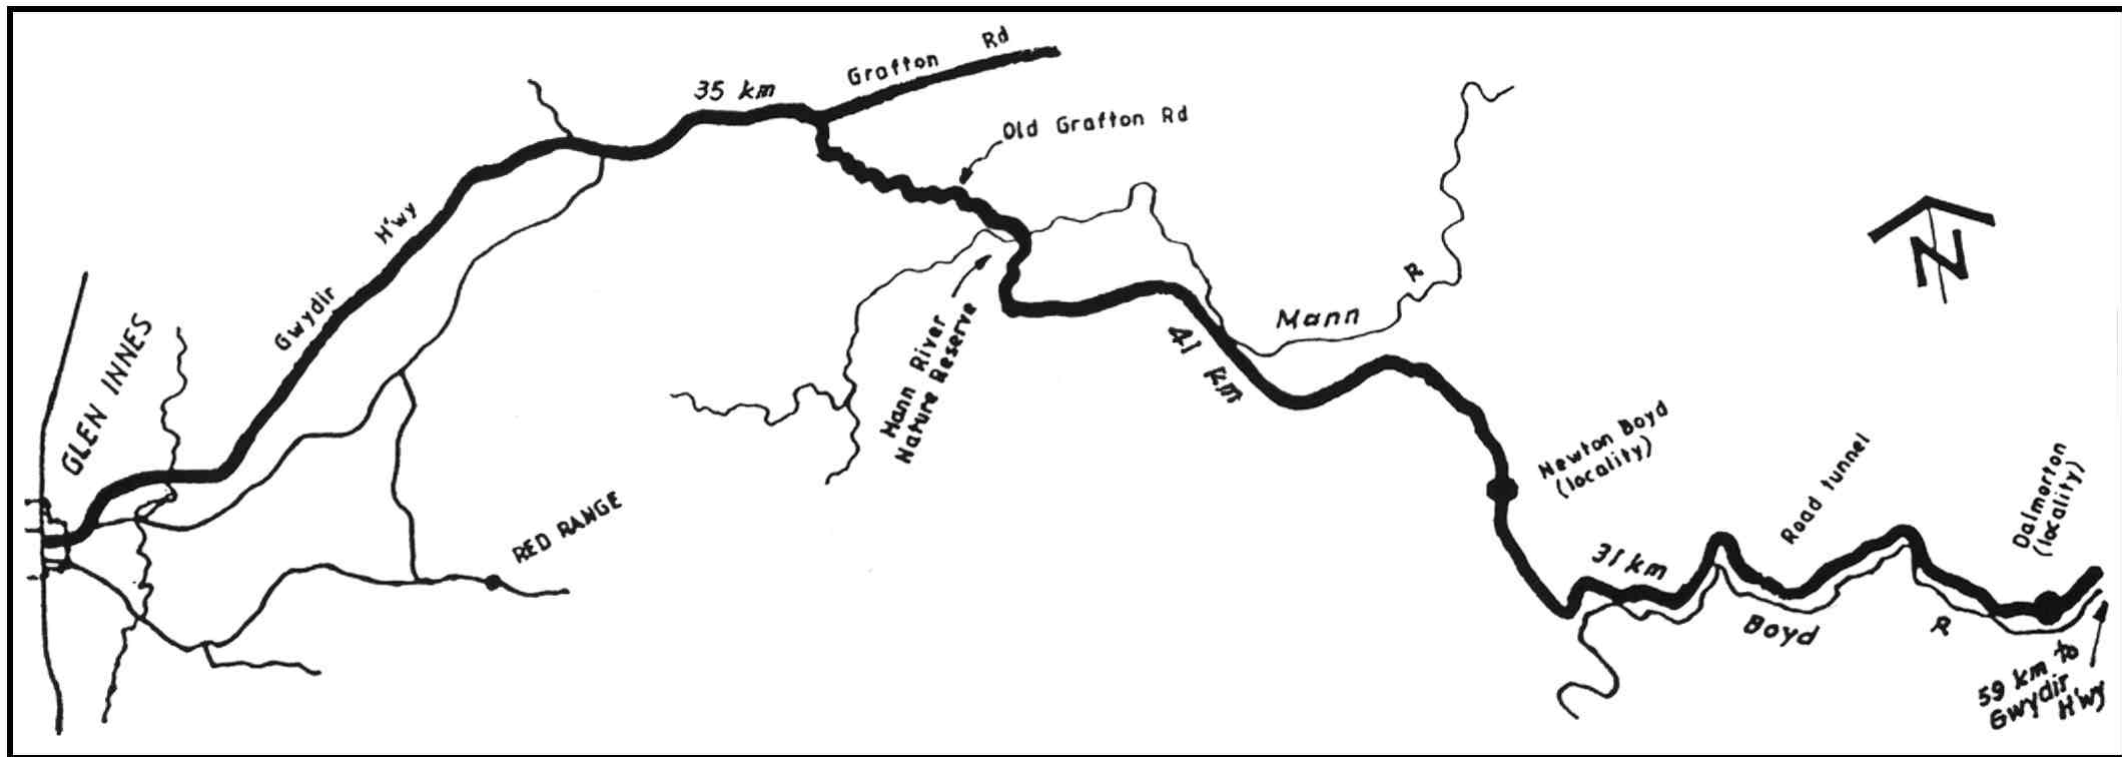 35 km
Grafton Rd
Old Grafton Rd
Gwydir H'wy
GLEN INNES
Mann R
Mann River
Nature Reserve
41 km
RED RANGE
Newton Boyd
(locality)
31 km
Road tunnel
Dalmorton
(locality)
Boyd R
59 km to
Gwydir
H'wy
N